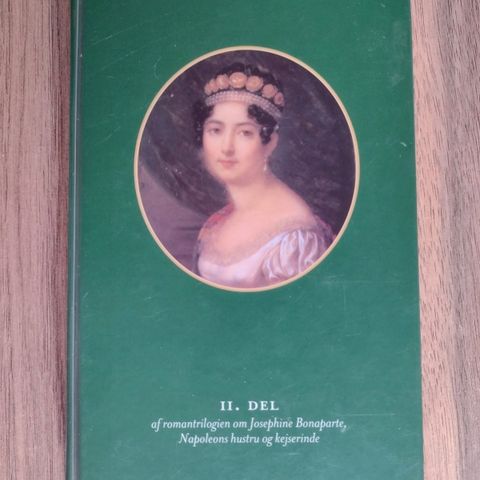 II. DEL
af romantrilogien om Josephine Bonaparte,
Napoleons hustru og kejserinde